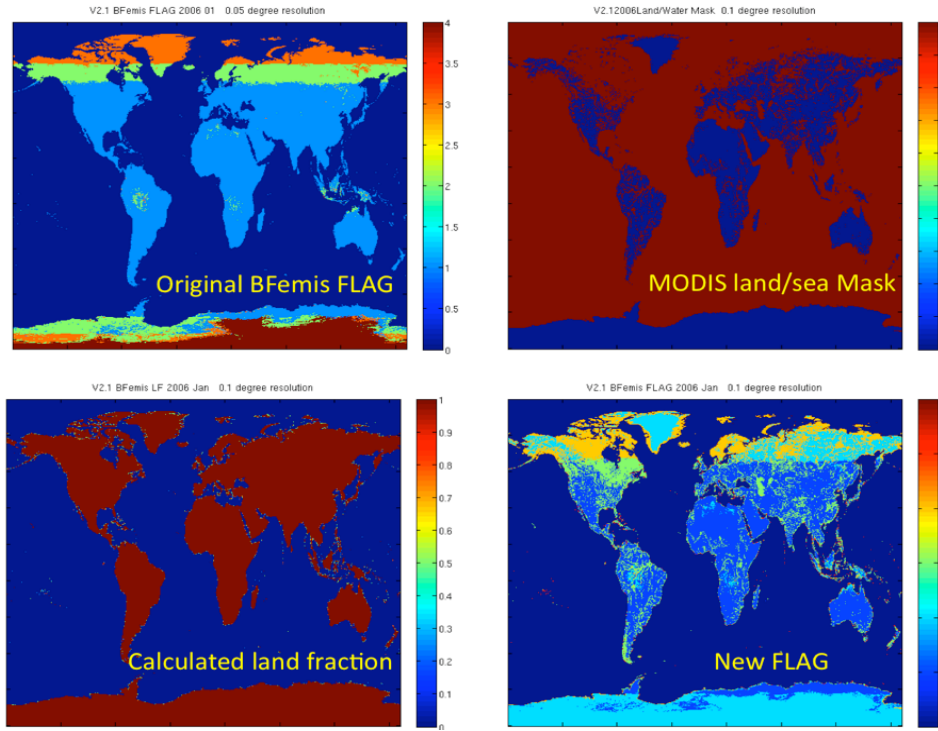 V2.1 BFemis FLAG 2006 01 0.05 degree resolution
4
3.5
3
2.5
2
1.5
1
0.5
0
Original BFemis FLAG
V2.12006Land/Water Mask 0.1 degree resolution
MODIS land/sea Mask
V2.1 BFemis LF 2006 Jan 0.1 degree resolution
1
0.9
0.8
0.7
0.6
0.5
0.4
0.3
0.2
0.1
0
Calculated land fraction
V2.1 BFemis FLAG 2006 Jan 0.1 degree resolution
New FLAG